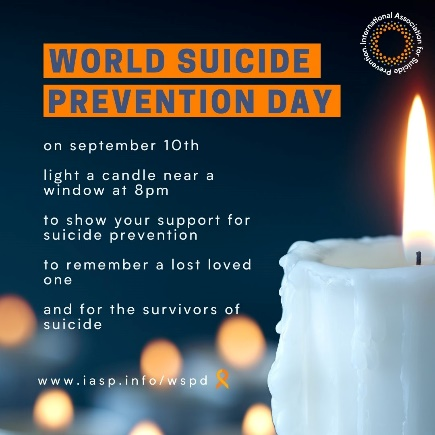 International Association for Suicide Prevention
WORLD SUICIDE
PREVENTION DAY
on september 10th
light a candle near a
window at 8pm
to show your support for
suicide prevention
to remember a lost loved
one
and for the survivors of
suicide
www.iasp.info/wspd